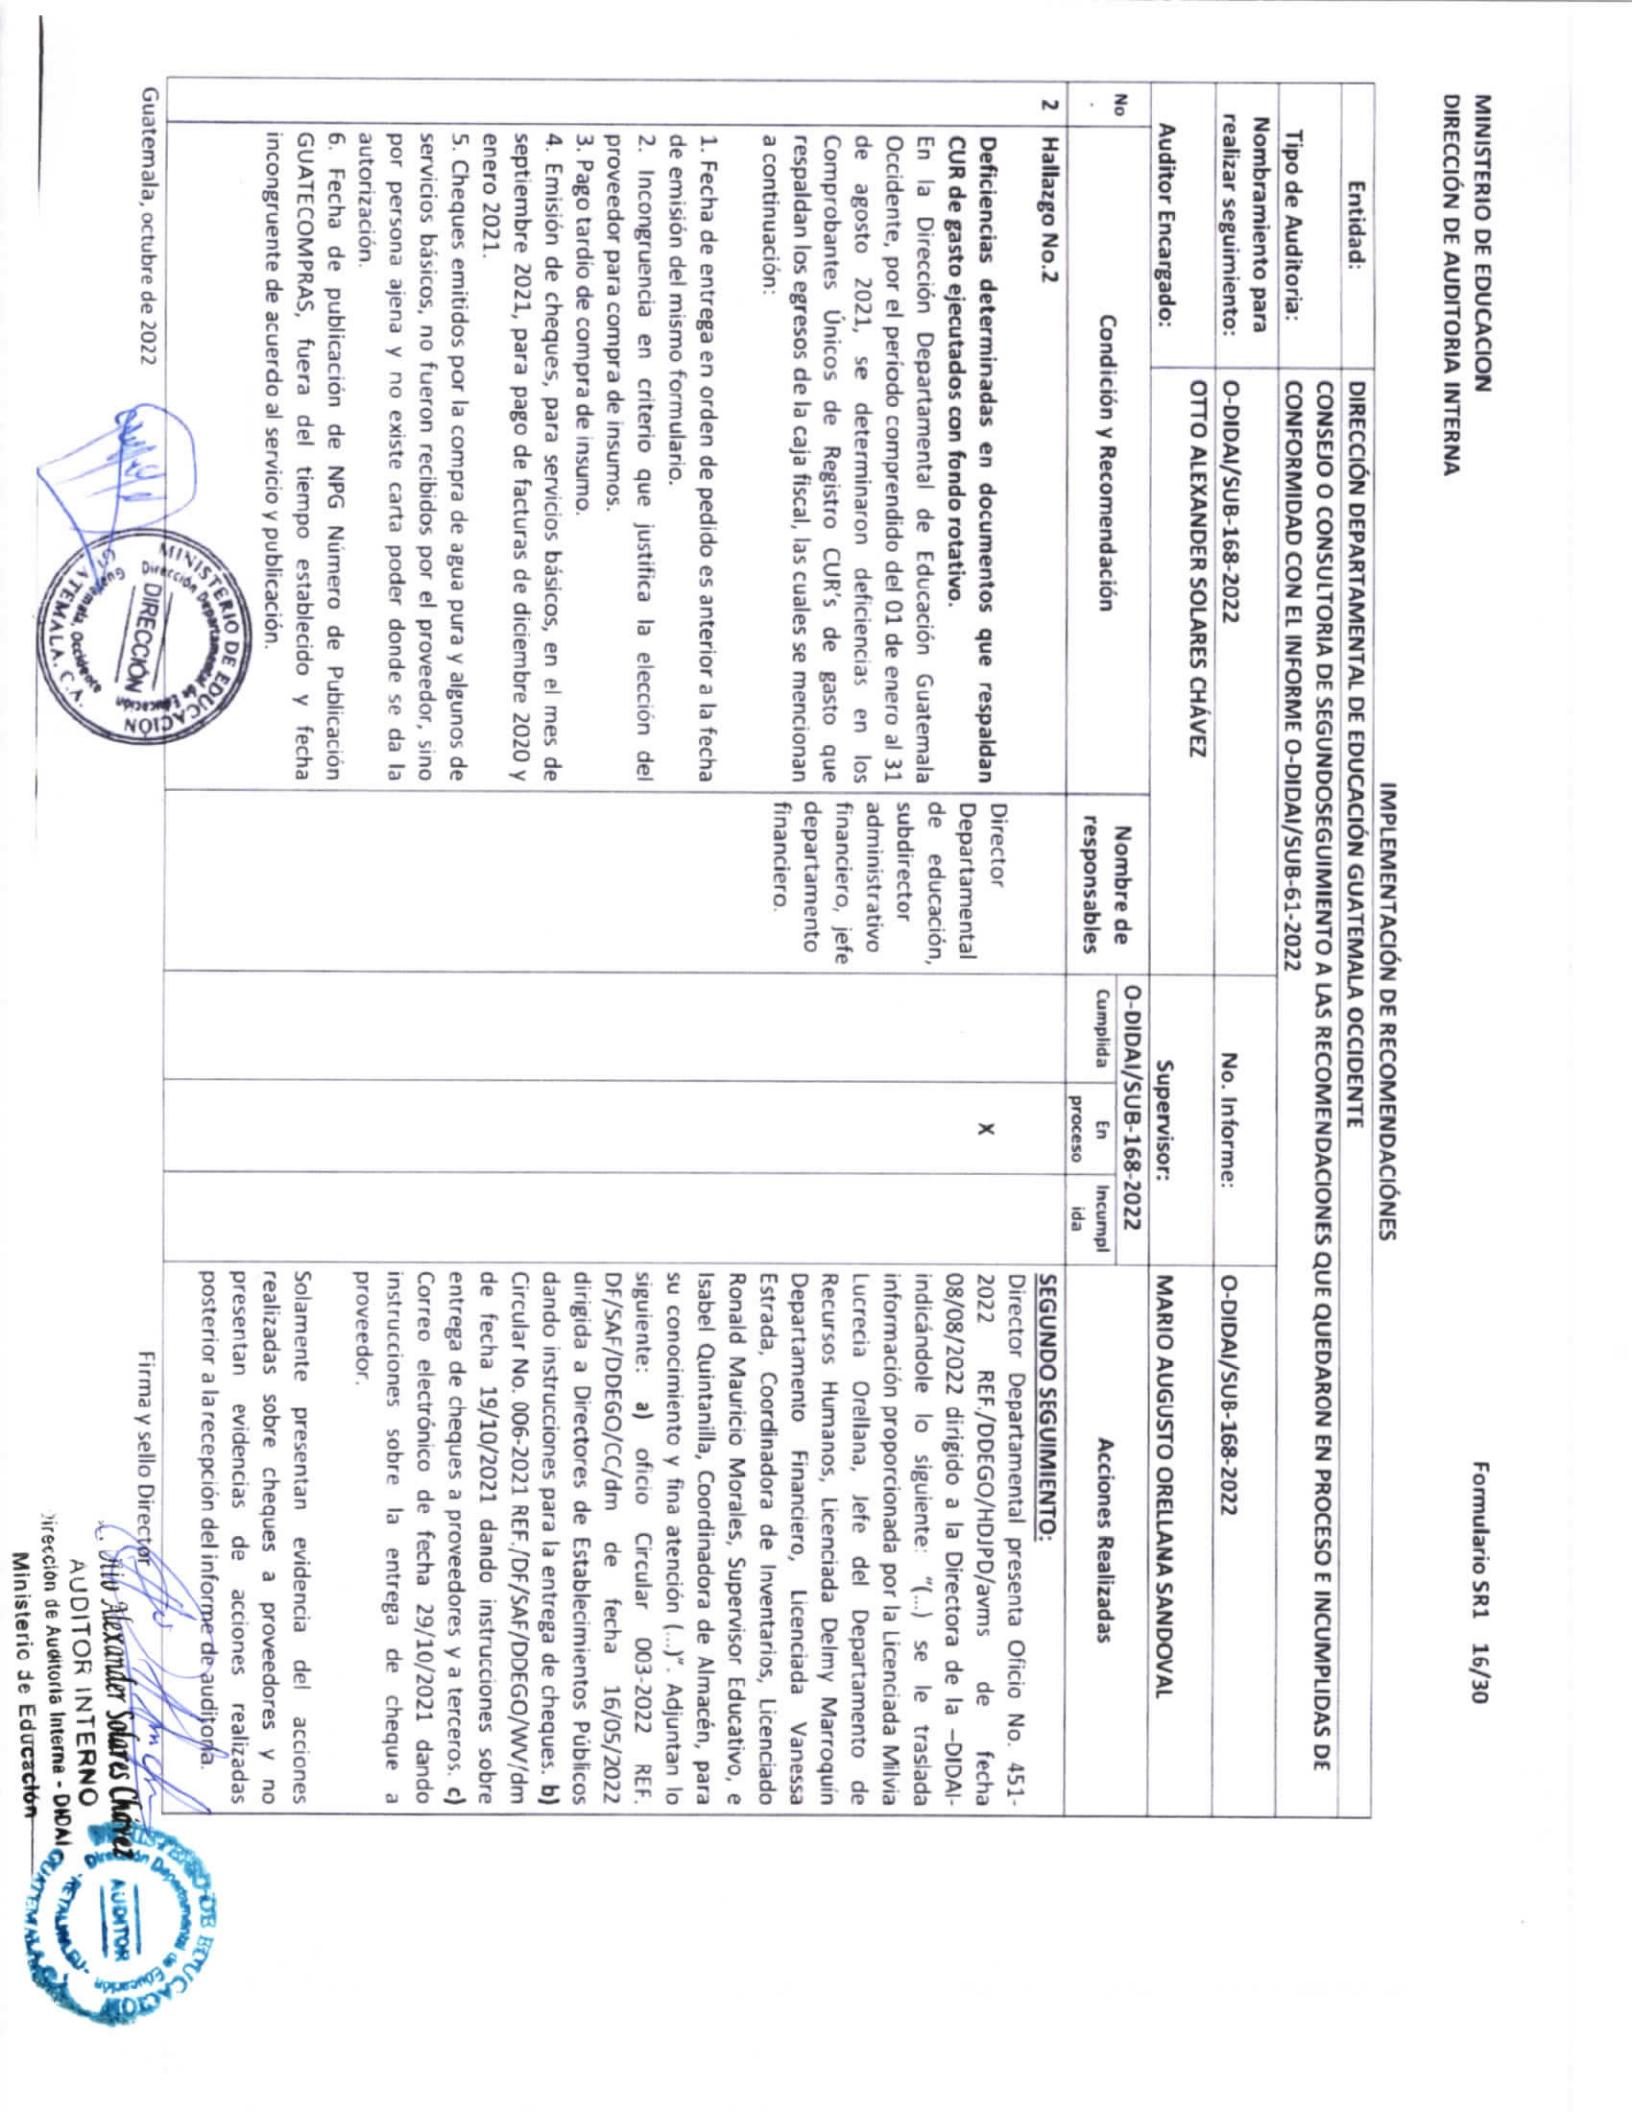 MINISTERIO DE EDUCACION
DIRECCIÓN DE AUDITORIA INTERNA
Formulario SR1 16/30
IMPLEMENTACIÓN DE RECOMENDACIÓNES
Entidad: DIRECCIÓN DEPARTAMENTAL DE EDUCACIÓN GUATEMALA OCCIDENTE
Tipo de Auditoria: CONSEJO O CONSULTORIA DE SEGUNDOSEGUIMIENTO A LAS RECOMENDACIONES QUE QUEDARON EN PROCESO E INCUMPLIDAS DE
CONFORMIDAD CON EL INFORME O-DIDAI/SUB-61-2022
Nombramiento para
realizar seguimiento: O-DIDAI/SUB-168-2022 No. Informe: O-DIDAI/SUB-168-2022
Auditor Encargado: OTTO ALEXANDER SOLARES CHÁVEZ Supervisor: MARIO AUGUSTO ORELLANA SANDOVAL
No
.
Condición y Recomendación
Nombre de
responsables
O-DIDAI/SUB-168-2022
Cumplida
En
proceso
Incumpl
ida
Acciones Realizadas
2 Hallazgo No.2
Deficiencias determinadas en documentos que respaldan
CUR de gasto ejecutados con fondo rotativo.
En la Dirección Departamental de Educación Guatemala
Occidente, por el período comprendido del 01 de enero al 31
de agosto 2021, se determinaron deficiencias en los
Comprobantes Únicos de Registro CUR's de gasto que
respaldan los egresos de la caja fiscal, las cuales se mencionan
a continuación:
1. Fecha de entrega en orden de pedido es anterior a la fecha
de emisión del mismo formulario.
2. Incongruencia en criterio que justifica la elección del
proveedor para compra de insumos.
3. Pago tardío de compra de insumo.
4. Emisión de cheques, para servicios básicos, en el mes de
septiembre 2021, para pago de facturas de diciembre 2020 y
enero 2021.
5. Cheques emitidos por la compra de agua pura y algunos de
servicios básicos, no fueron recibidos por el proveedor, sino
por persona ajena y no existe carta poder donde se da la
autorización.
6. Fecha de publicación de NPG Número de Publicación
GUATECOMPRAS, fuera del tiempo establecido y fecha
incongruente de acuerdo al servicio y publicación.
Director
Departamental
de educación,
subdirector
administrativo
financiero, jefe
departamento
financiero.
X
SEGUNDO SEGUIMIENTO:
Director Departamental presenta Oficio No. 451-
2022 REF./DDEGO/HDJPD/avms de fecha
08/08/2022 dirigido a la Directora de la –DIDAI-
indicándole lo siguiente: "(...) se le traslada
información proporcionada por la Licenciada Milvia
Lucrecia Orellana, Jefe del Departamento de
Recursos Humanos, Licenciada Delmy Marroquín
Departamento Financiero, Licenciada Vanessa
Estrada, Coordinadora de Inventarios, Licenciado
Ronald Mauricio Morales, Supervisor Educativo, e
Isabel Quintanilla, Coordinadora de Almacén, para
su conocimiento y fina atención (...)". Adjuntan lo
siguiente: a) oficio Circular 003-2022 REF.
DF/SAF/DDEGO/CC/dm de fecha 16/05/2022
dirigida a Directores de Establecimientos Públicos
dando instrucciones para la entrega de cheques. b)
Circular No. 006-2021 REF./DF/SAF/DDEGO/WV/dm
de fecha 19/10/2021 dando instrucciones sobre
entrega de cheques a proveedores y a terceros. c)
Correo electrónico de fecha 29/10/2021 dando
instrucciones sobre la entrega de cheque a
proveedor.
Solamente presentan evidencia del acciones
realizadas sobre cheques a proveedores y no
presentan evidencias de acciones realizadas
posterior a la recepción del informe de auditoria.
Guatemala, octubre de 2022
Firma y sello Director
MINISTERIO DE EDUCACIÓN
Dirección Departamental de Educación
DIRECCIÓN
Guatemala, Occidente
GUATEMALA, C.A.
Alexander Solares Chávez
AUDITOR INTERNO
Dirección de Auditoría Interna - DIDAI
Ministerio de Educación
MINISTERIO DE EDUCACION
Dirección Departamental de Educación
AUDITOR
GUATEMALA